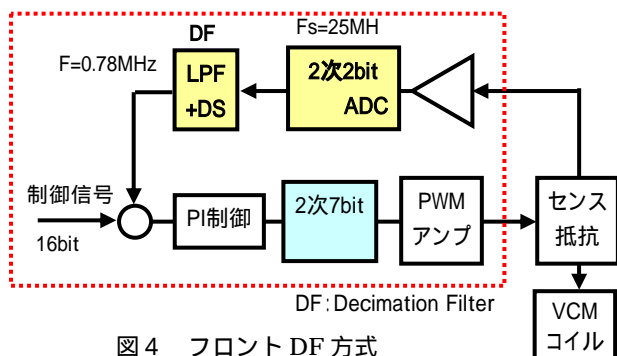 DF
Fs=25MH
F=0.78MHz
LPF
+DS
2次2bit
ADC
制御信号
16bit
PI制御
2次7bit
PWM
アンプ
センス
抵抗
DF:Decimation Filter
VCM
コイル
図４ フロント DF 方式